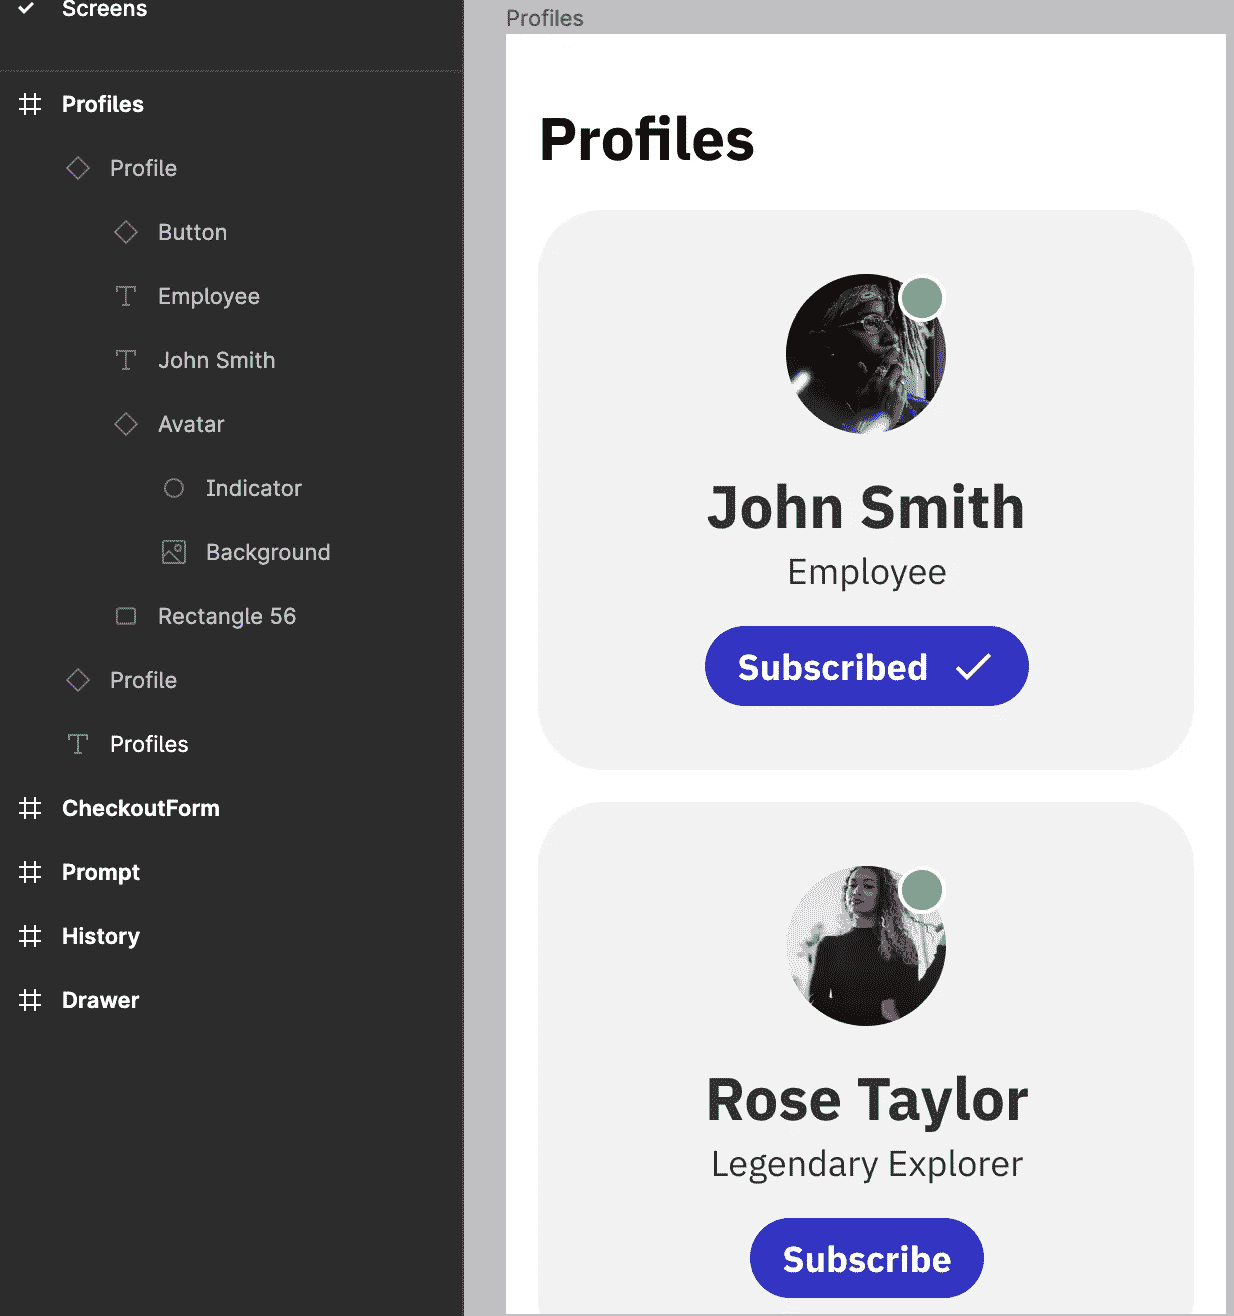 Screens
Profiles
Profile
Button
Employee
John Smith
Avatar
Indicator
Background
Rectangle 56
Profile
Profiles
CheckoutForm
Prompt
History
Drawer
Profiles
Profiles
John Smith
Employee
Subscribed
Rose Taylor
Legendary Explorer
Subscribe